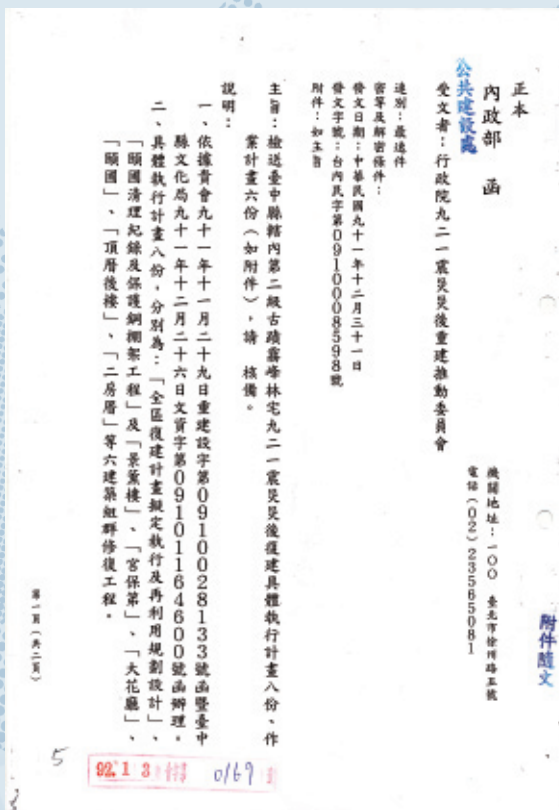 正本
附件隨文
內政部 函
公共建設處
機關地址：一○○ 臺北市徐州路五號
電話(02)23565081
受文者：行政院九二一震災災後重建推動委員會
速別：最速件
密等及解密條件：
發文日期：中華民國九十一年十二月三十一日
發文字號：台內民字第0910008598號
附件：如主旨
主旨：檢送臺中縣轄內第二級古蹟霧峰林宅九二一震災災後復建具體執行計畫八份、作
業計畫六份(如附件)，請 核備。
說明：
一、依據貴會九十一年十一月二十九日重建設字第0910028133號函暨臺中
縣文化局九十一年十二月二十六日文資字第09101164600號函辦理。
二、具體執行計畫八份，分別為：「全區復建計畫擬定執行及再利用規劃設計」、
「頤圃清理紀錄及保護鋼棚架工程」及「景薰樓」、「宮保第」、「大花廳」、
「頤圃」、「頂厝後樓」、「二房厝」等六建築組群修復工程。
第一頁(共二頁)
5
92.1 3
0169